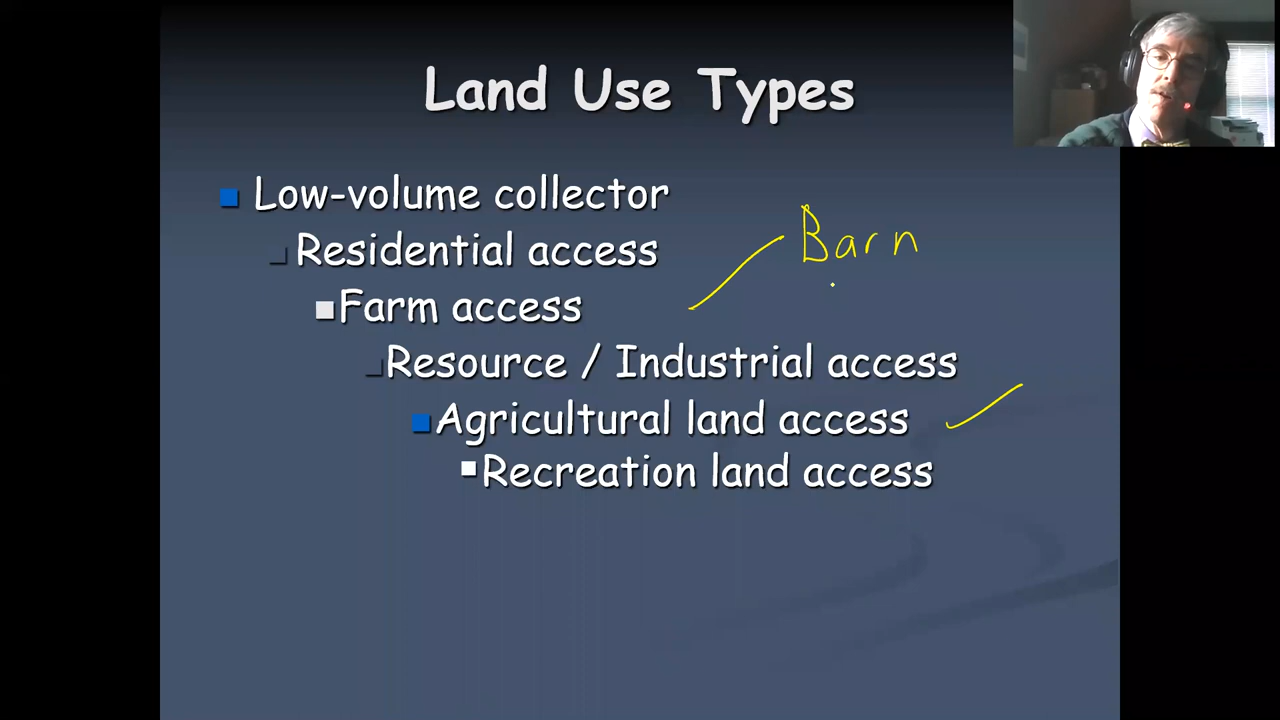 Land Use Types
Low-volume collector
Residential access
Barn
Farm access
Resource / Industrial access
Agricultural land access
Recreation land access